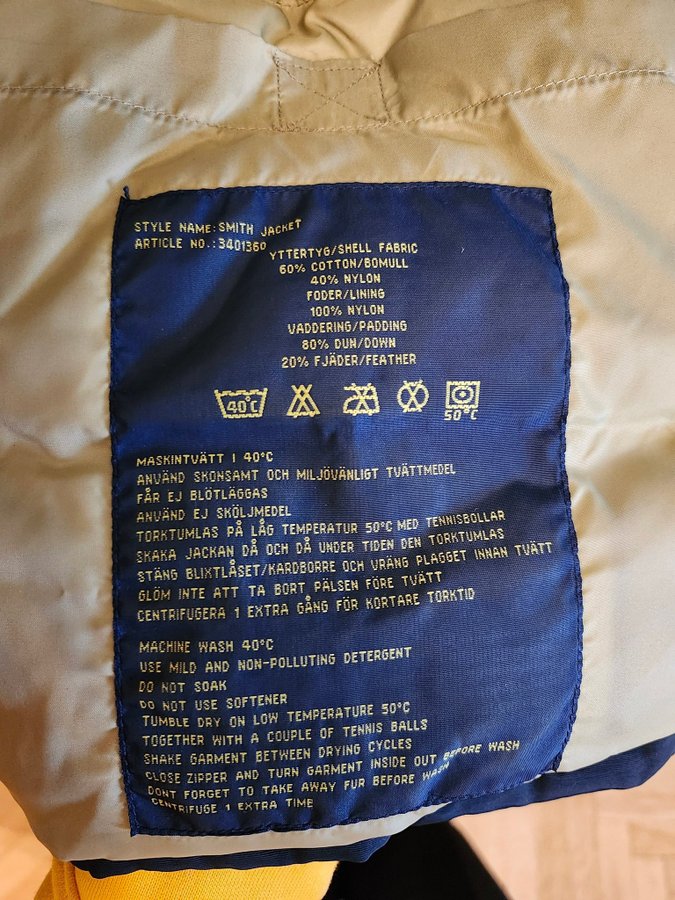 STYLE NAME:SMITH JACKET
ARTICLE NO.:3401360
YTTERTYG/SHELL FABRIC
60% COTTON/BOMULL
40% NYLON
FODER/LINING
100% NYLON
VADDERING/PADDING
80% DUN/DOWN
20% FJÄDER/FEATHER
40°C
50°C
MASKINTVÄTT I 40°C
ANVÄND SKONSAMT OCH MILJÖVÄNLIGT TVÄTTMEDEL
FÅR EJ BLÖTLÄGGAS
ANVÄND EJ SKÖLJMEDEL
TORKTUMLAS PÅ LÅG TEMPERATUR 50°C MED TENNISBOLLAR
SKAKA JACKAN DÅ OCH DÅ UNDER TIDEN DEN TORKTUMLAS
STÄNG BLIXTLÅSET/KARDBORRE OCH VRÄNG PLAGGET INNAN TVÄTT
GLÖM INTE ATT TA BORT PÄLSEN FÖRE TVÄTT
CENTRIFUGERA 1 EXTRA GÅNG FÖR KORTARE TORKTID
MACHINE WASH 40°C
USE MILD AND NON-POLLUTING DETERGENT
DO NOT SOAK
DO NOT USE SOFTENER
TUMBLE DRY ON LOW TEMPERATURE 50°C
TOGETHER WITH A COUPLE OF TENNIS BALLS
SHAKE GARMENT BETWEEN DRYING CYCLES
CLOSE ZIPPER AND TURN GARMENT INSIDE OUT BEFORE WASH
DONT FORGET TO TAKE AWAY FUR BEFORE WASH
CENTRIFUGE 1 EXTRA TIME